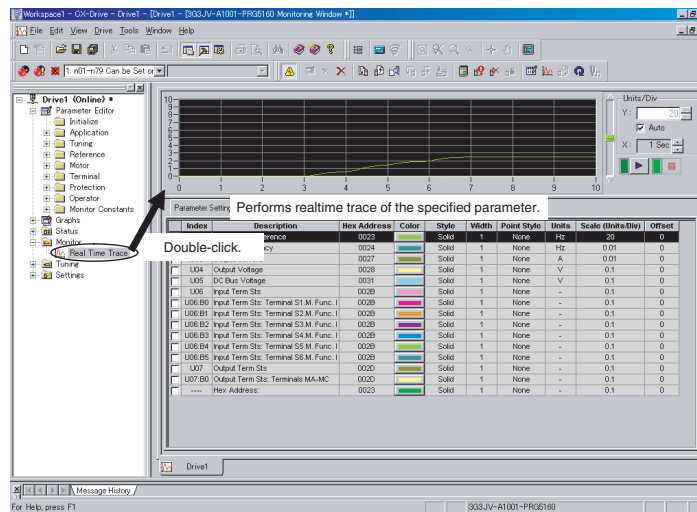 Workspace1 - CX-Drive - Drive1 - [Drive1 - [3G3JV-A1001-PRG5160 Monitoring Window *]]
File Edit View Drive Tools Window Help
1: n01-n79 Can be Set or
Drive1 (Online) *
Parameter Editor
Initialize
Application
Tuning
Reference
Motor
Terminal
Protection
Operator
Monitor Constants
Graphs
Status
Monitor
Real Time Trace
Tuning
Settings
10
9
8
7
6
5
4
3
2
1
0
0 1 2 3 4 5 6 7 8 9 10
Units/Div
Y: 20
Auto
X: 1 Sec
Parameter Settin
Performs realtime trace of the specified parameter.
Double-click.
Index Description Hex Address Color Style Width Point Style Units Scale (Units/Div) Offset
erence 0023 Solid 1 None Hz 20 0
cy 0024 Solid 1 None Hz 0.01 0
0027 Solid 1 None A 0.01 0
U04 Output Voltage 0028 Solid 1 None V 0.1 0
U05 DC Bus Voltage 0031 Solid 1 None V 0.1 0
U06 Input Term Sts 002B Solid 1 None - 0.1 0
U06:B0 Input Term Sts: Terminal S1.M. Func. I 002B Solid 1 None - 0.1 0
U06:B1 Input Term Sts: Terminal S2.M. Func. I 002B Solid 1 None - 0.1 0
U06:B2 Input Term Sts: Terminal S3.M. Func. I 002B Solid 1 None - 0.1 0
U06:B3 Input Term Sts: Terminal S4.M. Func. I 002B Solid 1 None - 0.1 0
U06:B4 Input Term Sts: Terminal S5.M. Func. I 002B Solid 1 None - 0.1 0
U06:B5 Input Term Sts: Terminal S6.M. Func. I 002B Solid 1 None - 0.1 0
U07 Output Term Sts 002D Solid 1 None - 0.1 0
U07:B0 Output Term Sts: Terminals MA-MC 002D Solid 1 None - 0.1 0
---- Hex Address: 0023 Solid 1 None - 0.1 0
Drive1
Message History
For Help, press F1
3G3JV-A1001-PRG5160